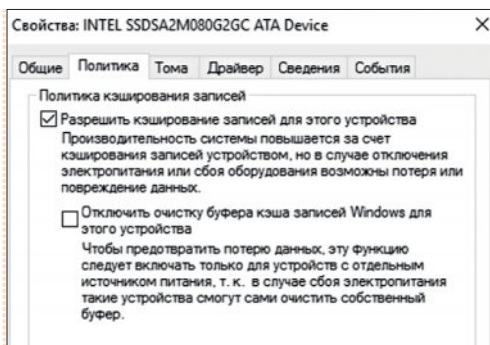 Свойства: INTEL SSDSA2M080G2GC ATA Device
Общие Политика Тома Драйвер Сведения События
Политика кэширования записей
Разрешить кэширование записей для этого устройства
Производительность системы повышается за счет
кэширования записей устройством, но в случае отключения
электропитания или сбоя оборудования возможны потеря или
повреждение данных.
Отключить очистку буфера кэша записей Windows для
этого устройства
Чтобы предотвратить потерю данных, эту функцию
следует включать только для устройств с отдельным
источником питания, т. к. в случае сбоя электропитания
такие устройства смогут сами очистить собственный
буфер.